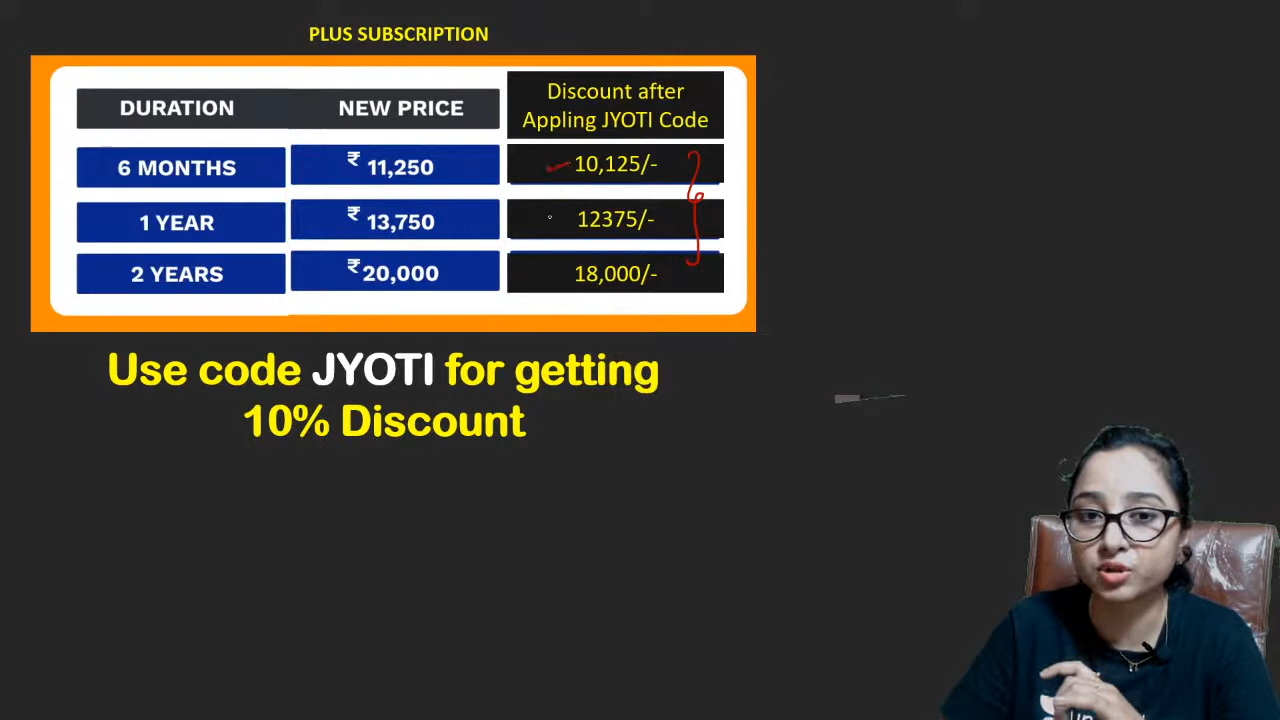 PLUS SUBSCRIPTION
DURATION NEW PRICE Discount after
Appling JYOTI Code
6 MONTHS ₹ 11,250 10,125/-
1 YEAR ₹ 13,750 12375/-
2 YEARS ₹20,000 18,000/-
Use code JYOTI for getting
10% Discount